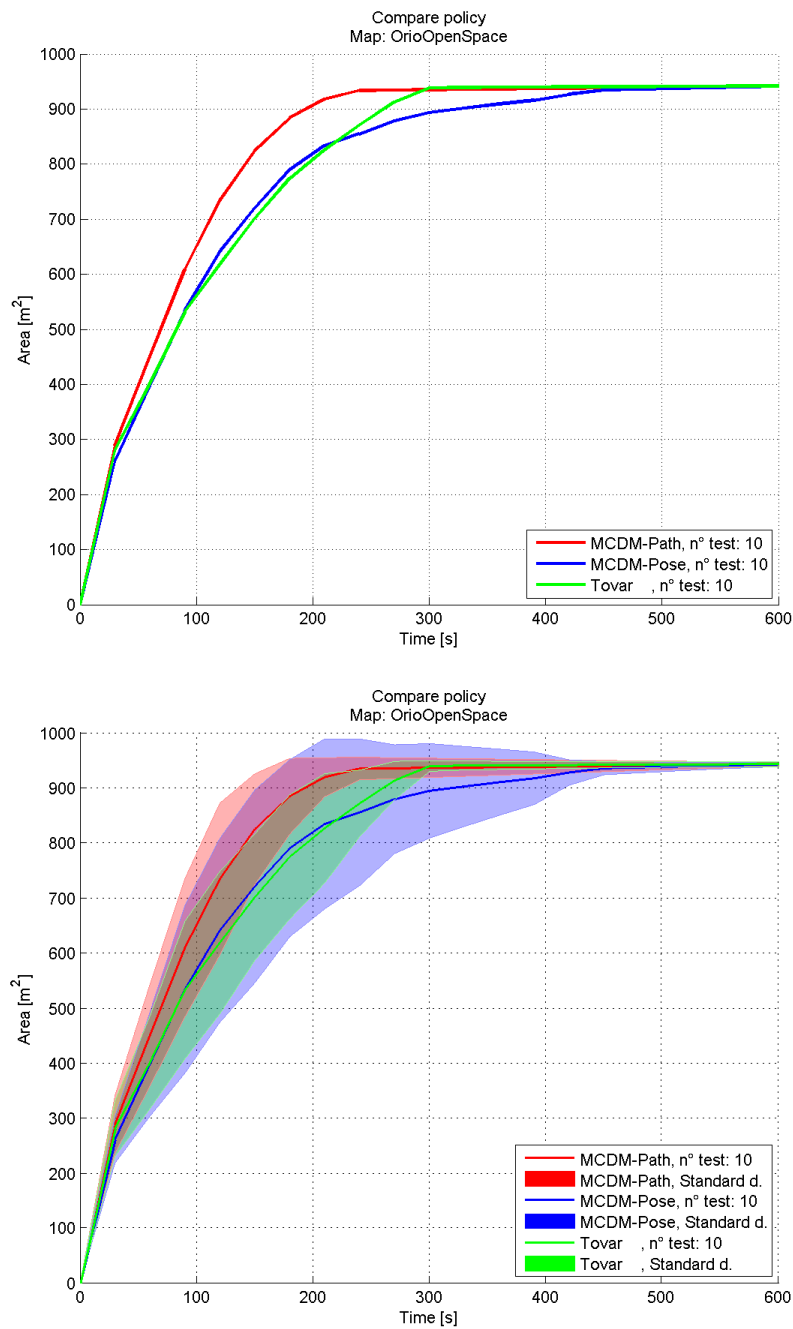 Compare policy
Map: OrioOpenSpace
1000
900
800
700
600
500
400
300
200
100
0
Area [m²]
0 100 200 300 400 500 600
Time [s]
MCDM-Path, n° test: 10
MCDM-Pose, n° test: 10
Tovar , n° test: 10
Compare policy
Map: OrioOpenSpace
1000
900
800
700
600
500
400
300
200
100
0
Area [m²]
0 100 200 300 400 500 600
Time [s]
MCDM-Path, n° test: 10
MCDM-Path, Standard d.
MCDM-Pose, n° test: 10
MCDM-Pose, Standard d.
Tovar , n° test: 10
Tovar , Standard d.